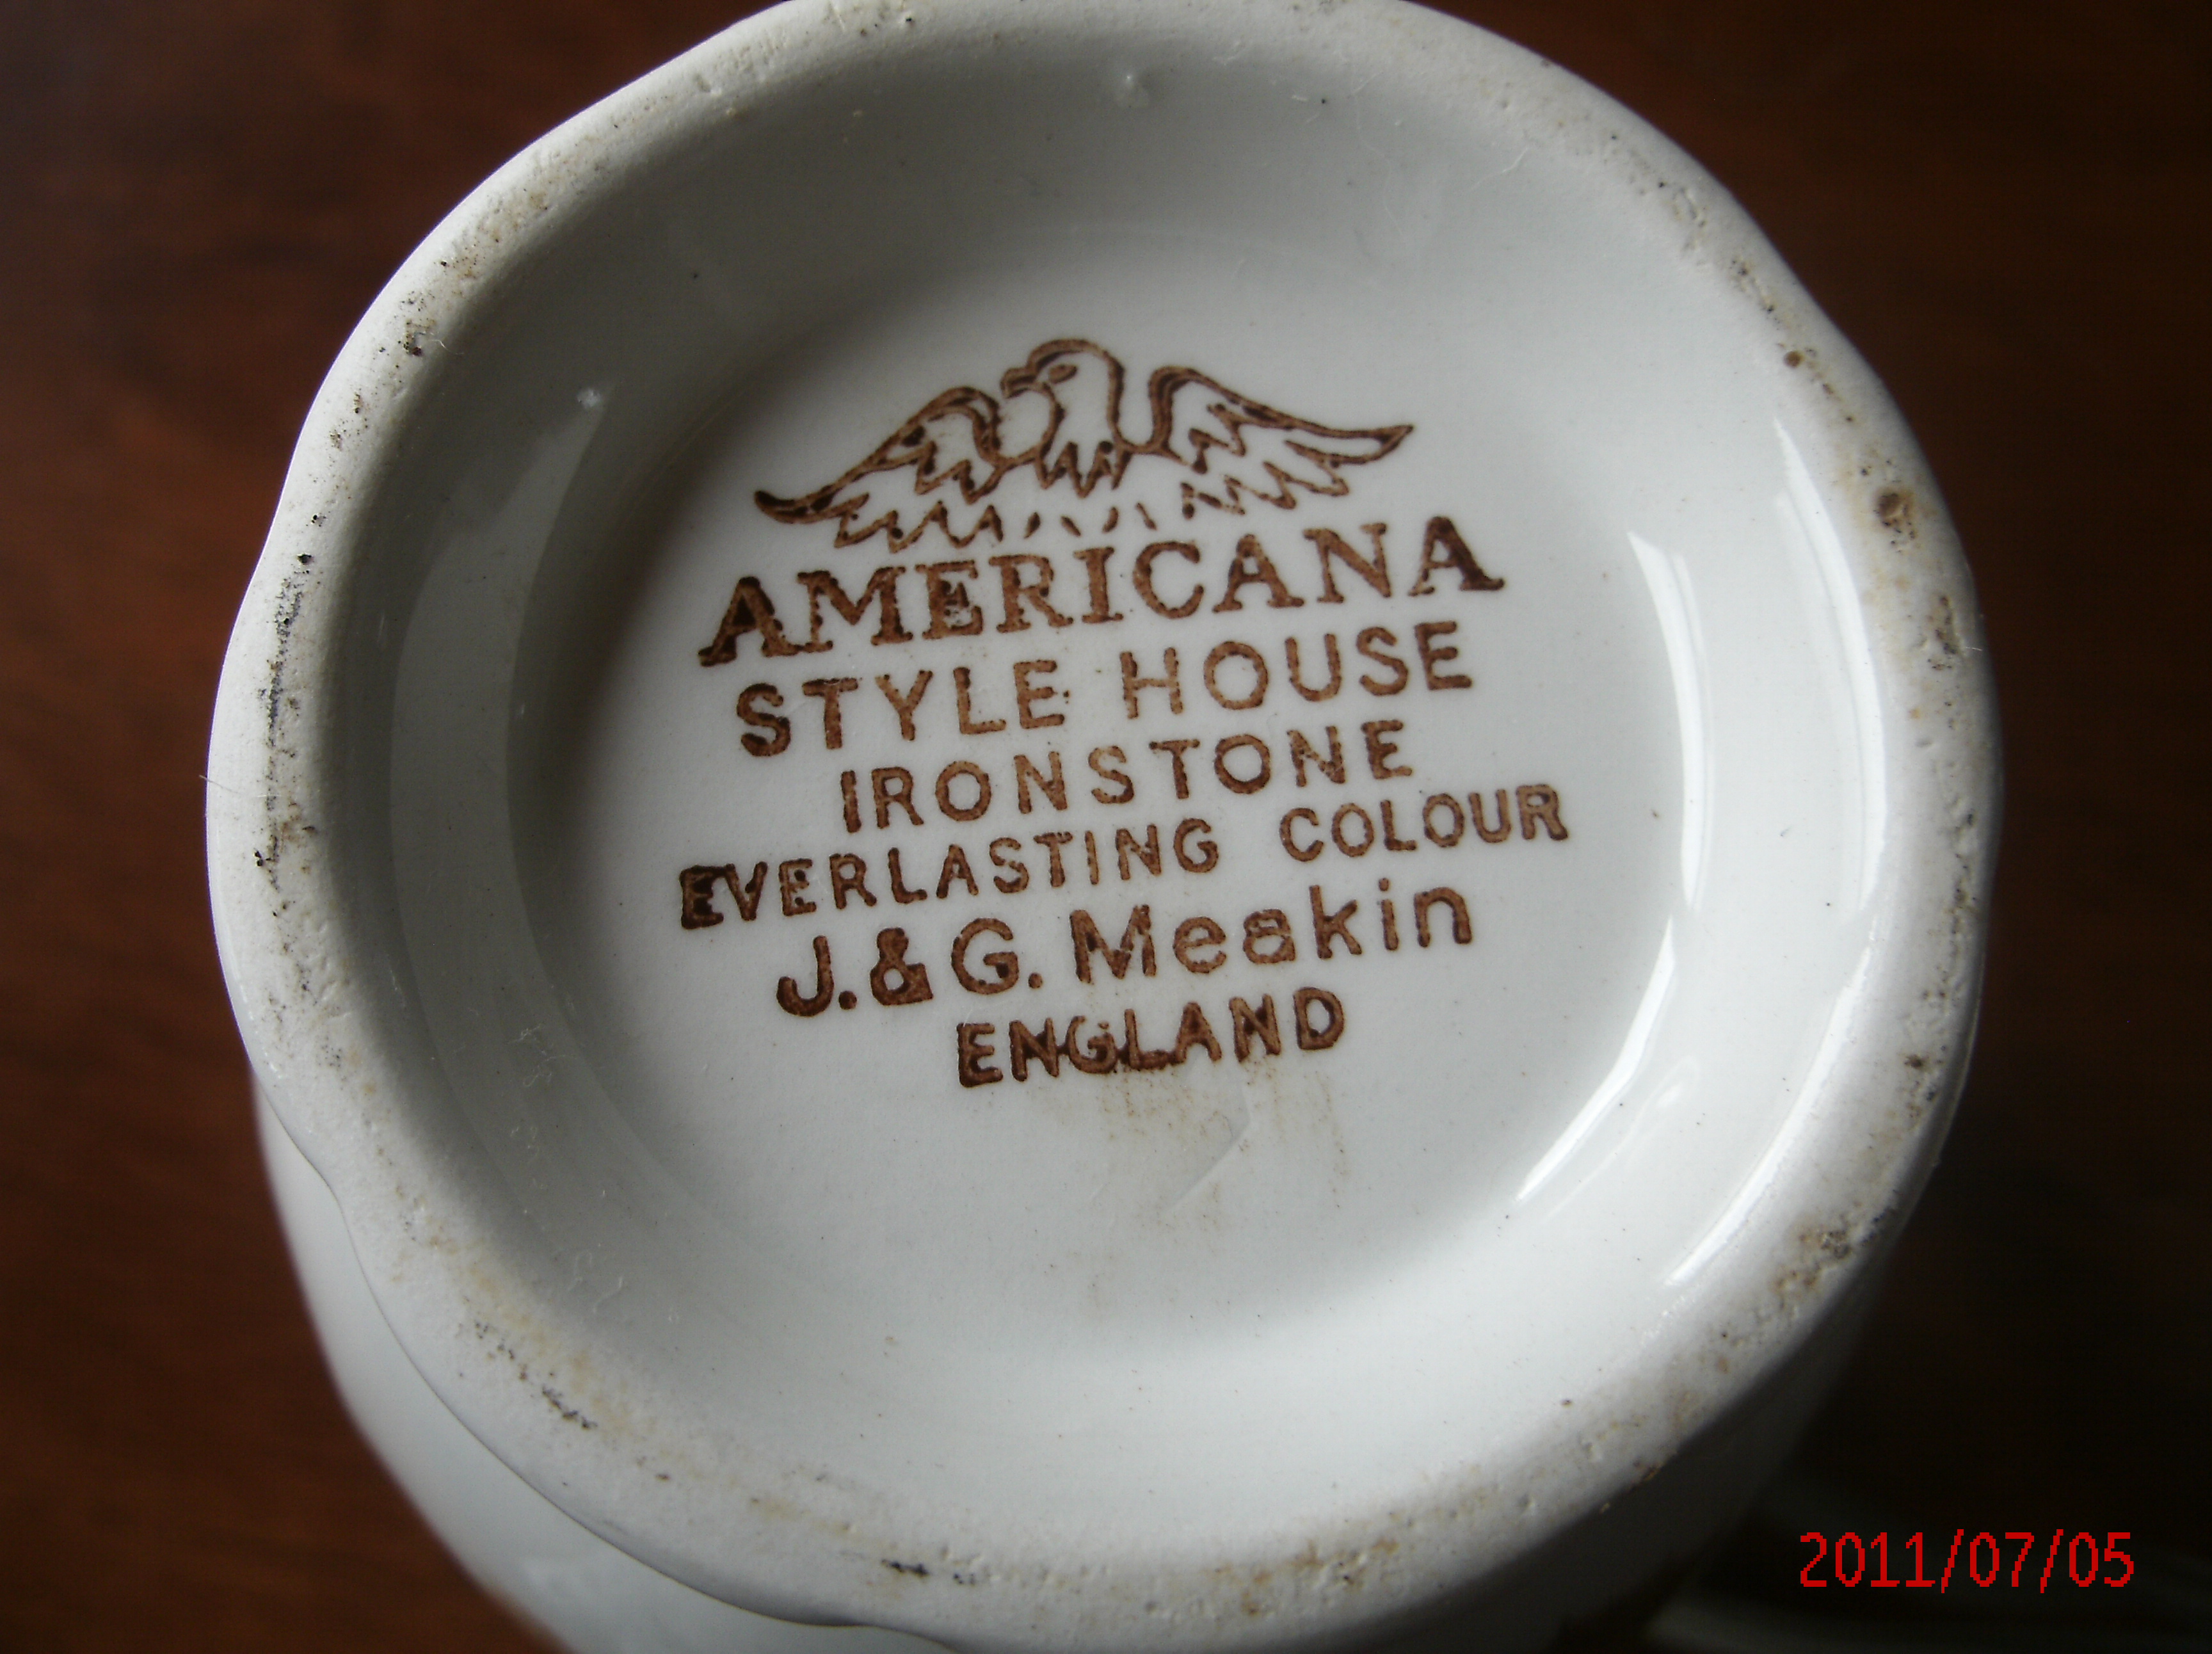 AMERICANA
STYLE HOUSE
IRONSTONE
EVERLASTING COLOUR
J.& G. Meakin
ENGLAND
2011/07/05